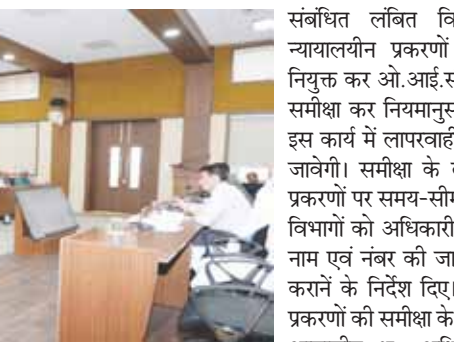 संबंधित लंबित वि
न्यायालयीन प्रकरणों
नियुक्त कर ओ.आई.स
समीक्षा कर नियमानुस
इस कार्य में लापरवाही
जावेगी। समीक्षा के द
प्रकरणों पर समय-सीम
विभागों को अधिकारी
नाम एवं नंबर की जा
करानें के निर्देश दिए।
प्रकरणों की समीक्षा के